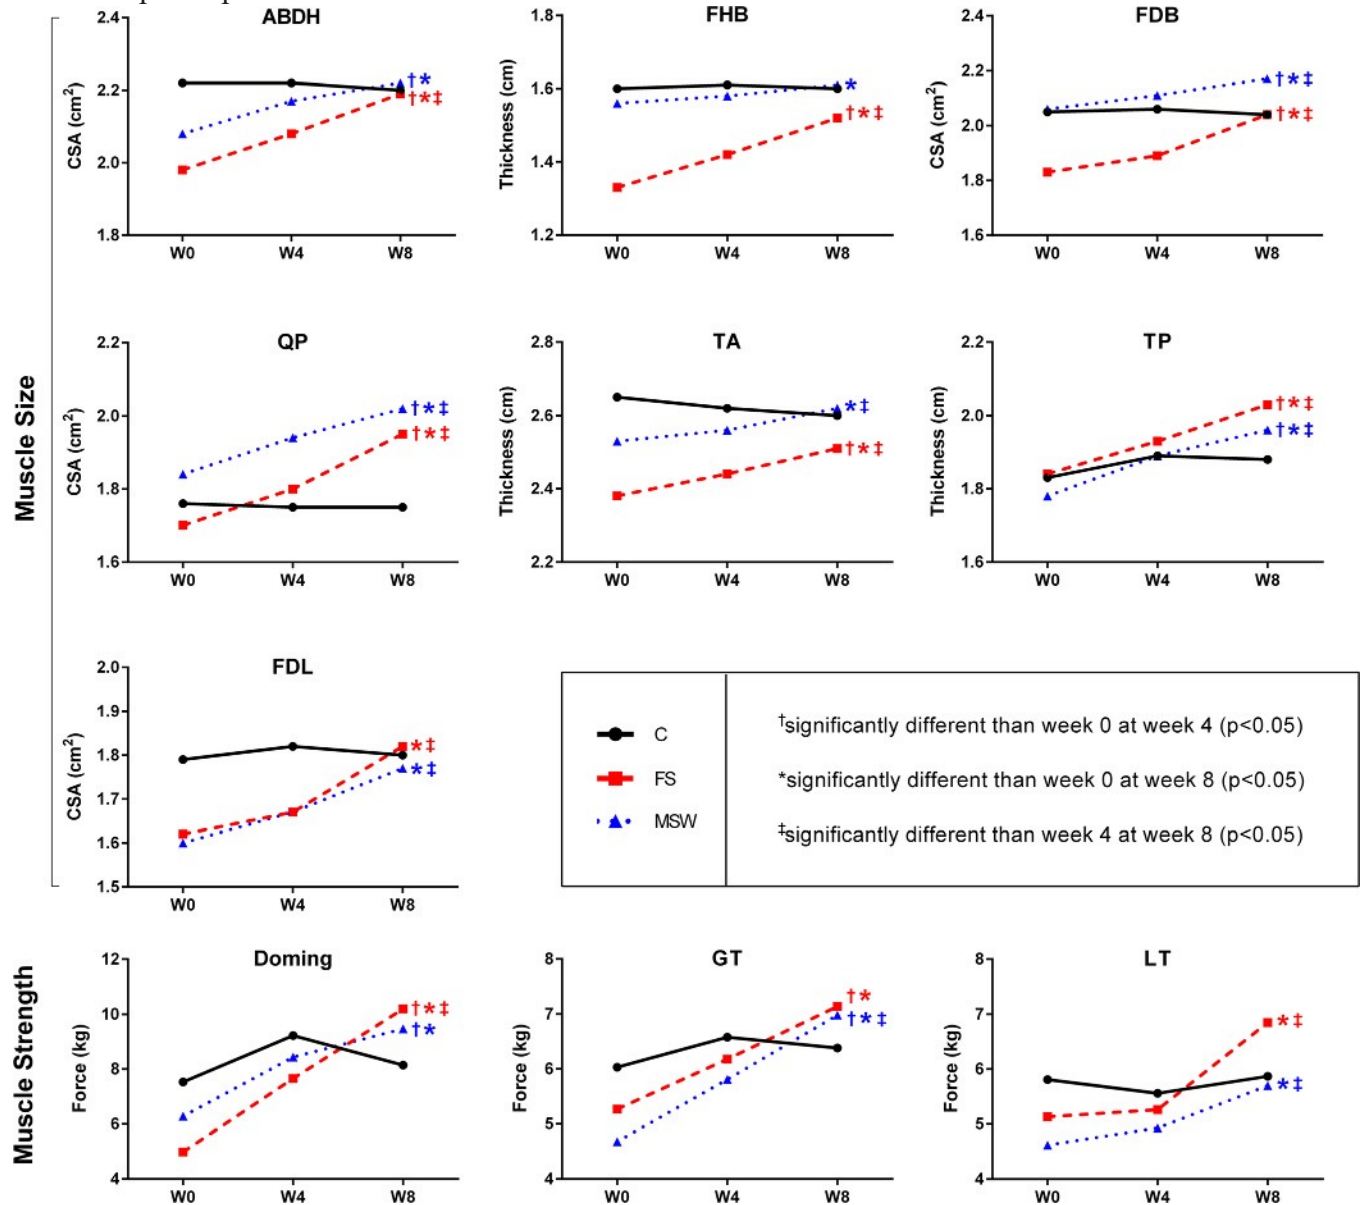 ABDH
CSA (cm²)
2.4
2.2
2.0
1.8
W0 W4 W8
†*
†*‡
FHB
Thickness (cm)
1.8
1.6
1.4
1.2
W0 W4 W8
*
†*‡
FDB
CSA (cm²)
2.4
2.2
2.0
1.8
1.6
W0 W4 W8
†*‡
†*‡
Muscle Size
QP
CSA (cm²)
2.2
2.0
1.8
1.6
W0 W4 W8
†*‡
†*‡
TA
Thickness (cm)
2.8
2.6
2.4
2.2
W0 W4 W8
*‡
†*‡
TP
Thickness (cm)
2.2
2.0
1.8
1.6
W0 W4 W8
†*‡
†*‡
FDL
CSA (cm²)
2.0
1.9
1.8
1.7
1.6
1.5
W0 W4 W8
*‡
*‡
C
FS
MSW
†significantly different than week 0 at week 4 (p<0.05)
*significantly different than week 0 at week 8 (p<0.05)
‡significantly different than week 4 at week 8 (p<0.05)
Muscle Strength
Doming
Force (kg)
12
10
8
6
4
W0 W4 W8
†*‡
†*
GT
Force (kg)
8
7
6
5
4
W0 W4 W8
†*
†*‡
LT
Force (kg)
8
7
6
5
4
W0 W4 W8
*‡
*‡